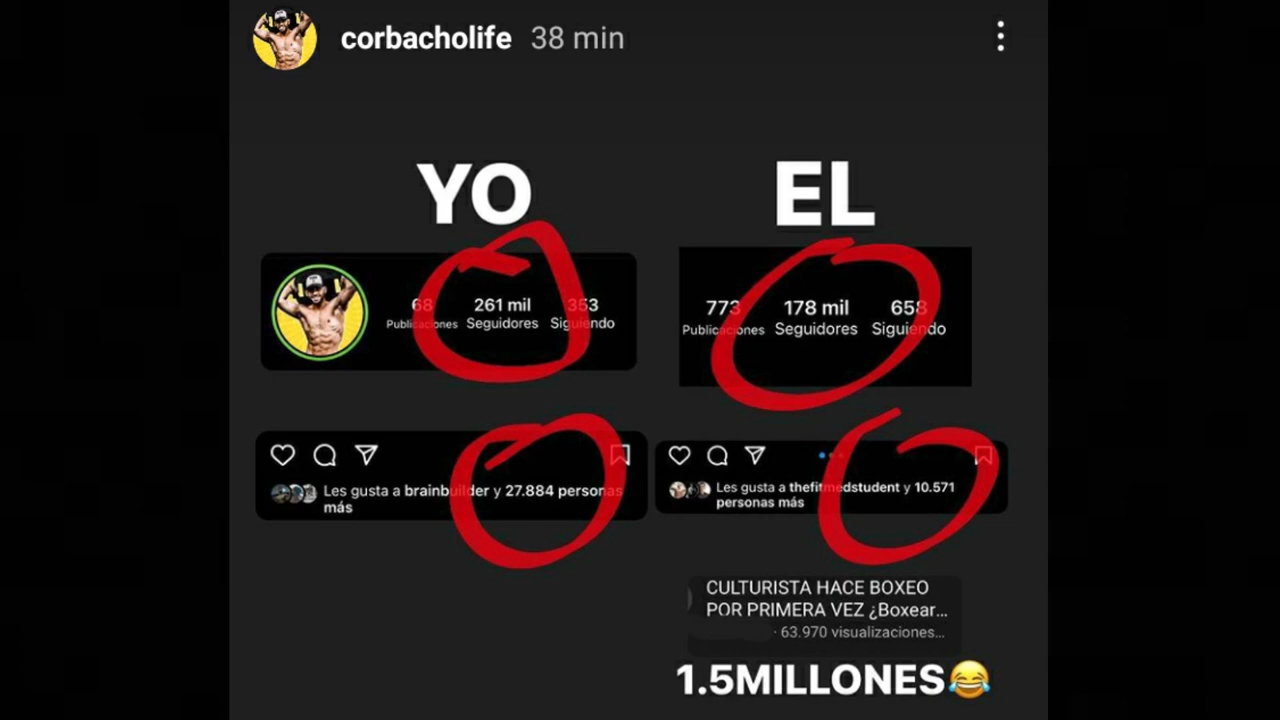 corbacholife 38 min
YO
EL
68 261 mil 353
Publicaciones Seguidores Siguiendo
773 178 mil 658
Publicaciones Seguidores Siguiendo
Les gusta a brainbuilder y 27.884 personas
más
Les gusta a thefitmedstudent y 10.571
personas más
CULTURISTA HACE BOXEO
POR PRIMERA VEZ ¿Boxear...
· 63.970 visualizaciones...
1.5MILLONES😂